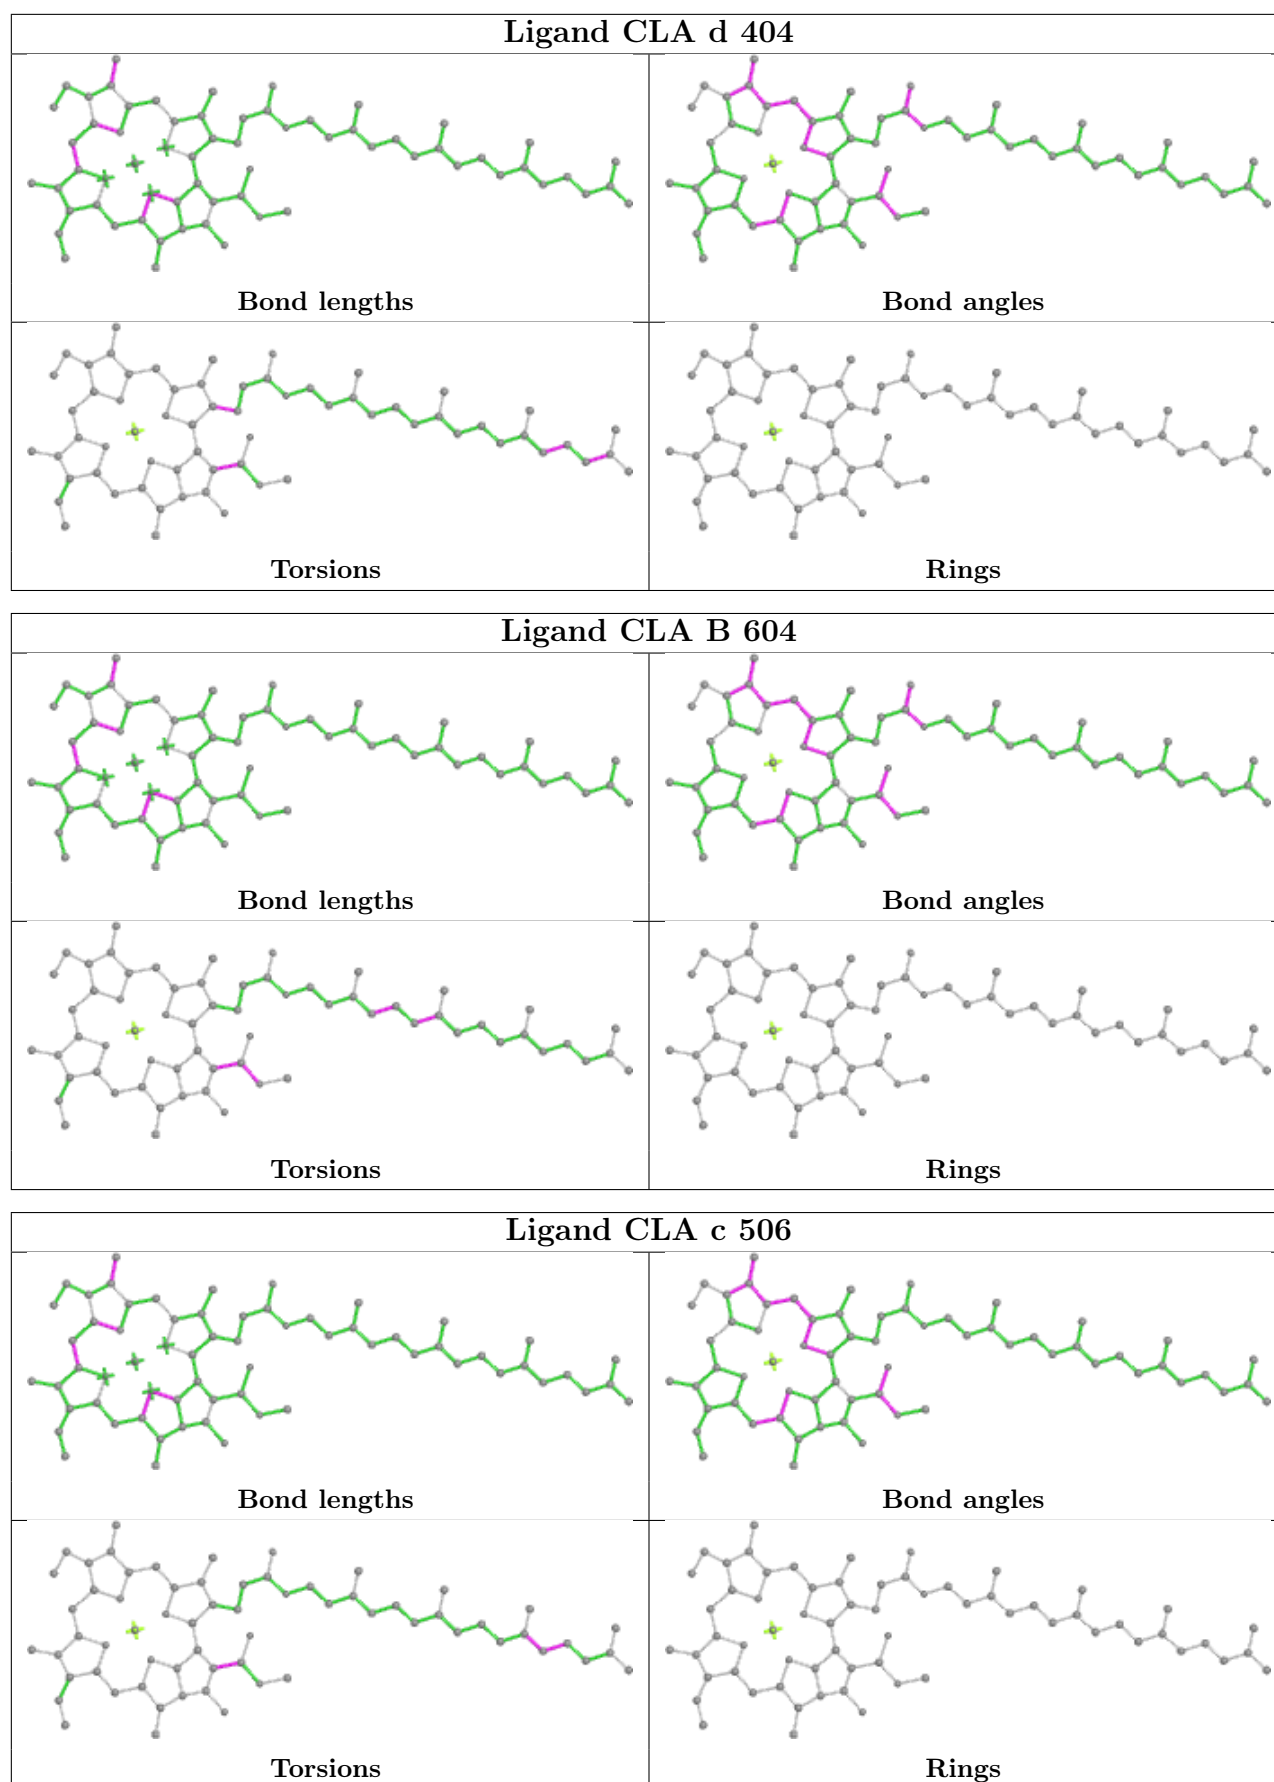 Ligand CLA d 404
Bond lengths
Bond angles
Torsions
Rings
Ligand CLA B 604
Bond lengths
Bond angles
Torsions
Rings
Ligand CLA c 506
Bond lengths
Bond angles
Torsions
Rings